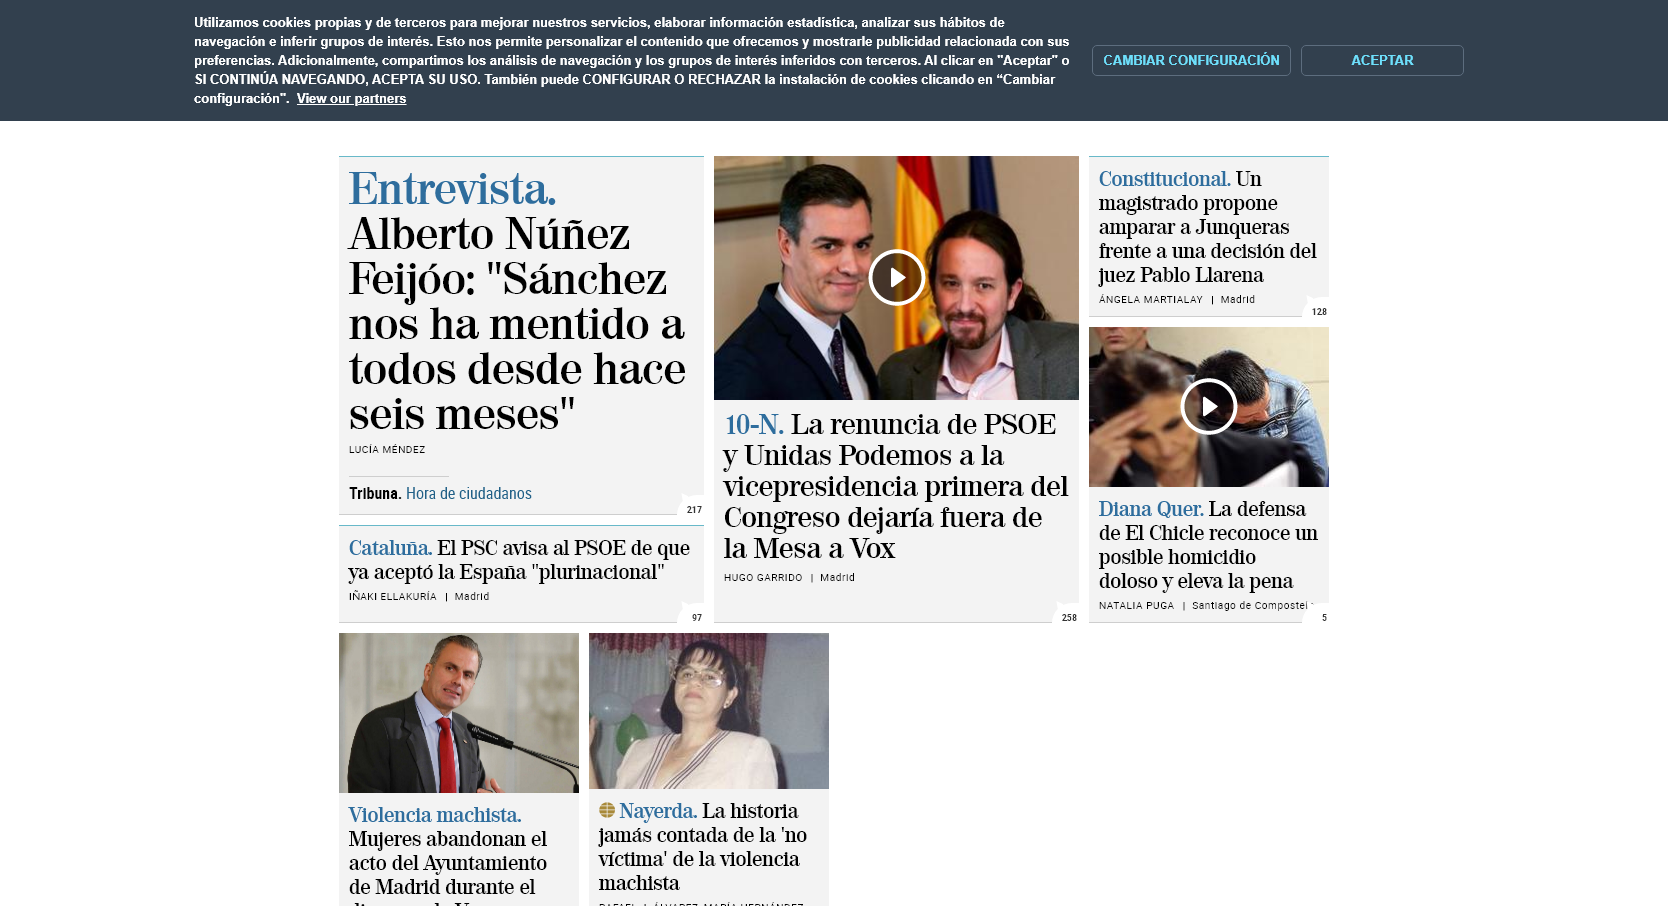 Utilizamos cookies propias y de terceros para mejorar nuestros servicios, elaborar información estadística, analizar sus hábitos de
navegación e inferir grupos de interés. Esto nos permite personalizar el contenido que ofrecemos y mostrarle publicidad relacionada con sus
preferencias. Adicionalmente, compartimos los análisis de navegación y los grupos de interés inferidos con terceros. Al clicar en "Aceptar" o
SI CONTINÚA NAVEGANDO, ACEPTA SU USO. También puede CONFIGURAR O RECHAZAR la instalación de cookies clicando en “Cambiar
configuración". View our partners
CAMBIAR CONFIGURACIÓN
ACEPTAR
Entrevista.
Alberto Núñez
Feijóo: "Sánchez
nos ha mentido a
todos desde hace
seis meses"
LUCÍA MÉNDEZ
Tribuna. Hora de ciudadanos
217
Cataluña. El PSC avisa al PSOE de que
ya aceptó la España "plurinacional"
IÑAKI ELLAKURÍA | Madrid
97
10-N. La renuncia de PSOE
y Unidas Podemos a la
vicepresidencia primera del
Congreso dejaría fuera de
la Mesa a Vox
HUGO GARRIDO | Madrid
258
Constitucional. Un
magistrado propone
amparar a Junqueras
frente a una decisión del
juez Pablo Llarena
ÁNGELA MARTIALAY | Madrid
128
Diana Quer. La defensa
de El Chicle reconoce un
posible homicidio
doloso y eleva la pena
NATALIA PUGA | Santiago de
5
Violencia machista.
Mujeres abandonan el
acto del Ayuntamiento
de Madrid durante el
Nayerda. La historia
jamás contada de la 'no
víctima' de la violencia
machista